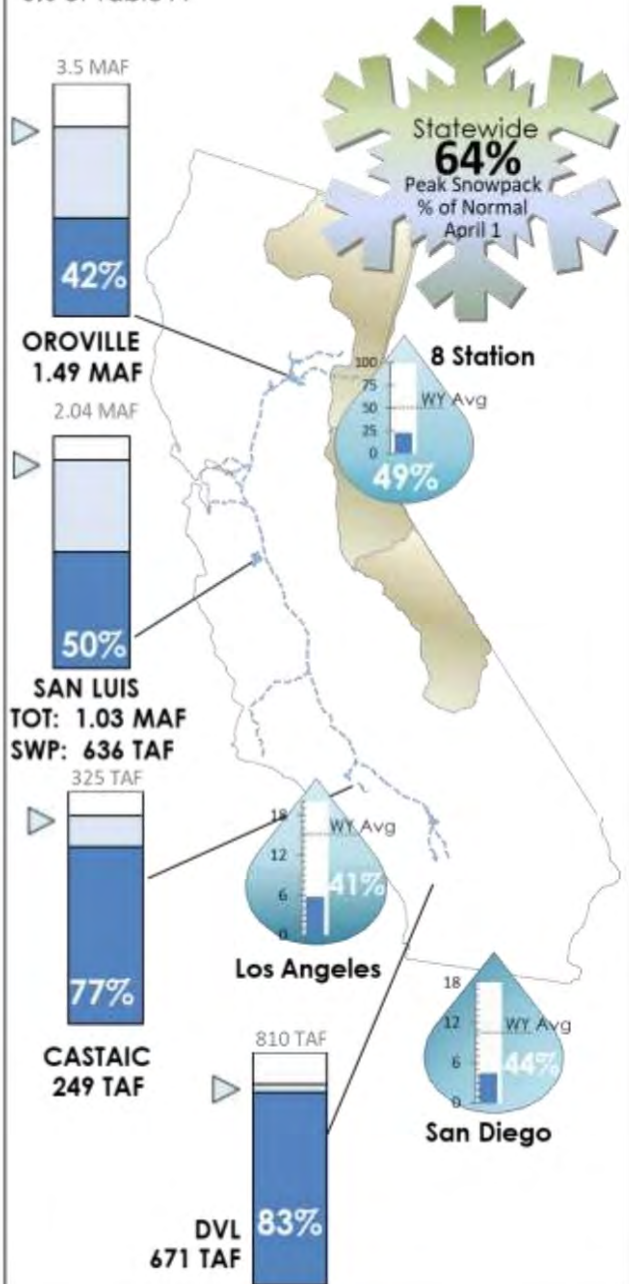 3.5 MAF
42%
OROVILLE
1.49 MAF
Statewide
64%
Peak Snowpack
% of Normal
April 1
8 Station
100
75
50
25
0
WY Avg
49%
2.04 MAF
50%
SAN LUIS
TOT: 1.03 MAF
SWP: 636 TAF
325 TAF
77%
CASTAIC
249 TAF
18
12
6
0
WY Avg
41%
Los Angeles
18
12
6
0
WY Avg
44%
San Diego
810 TAF
83%
DVL
671 TAF